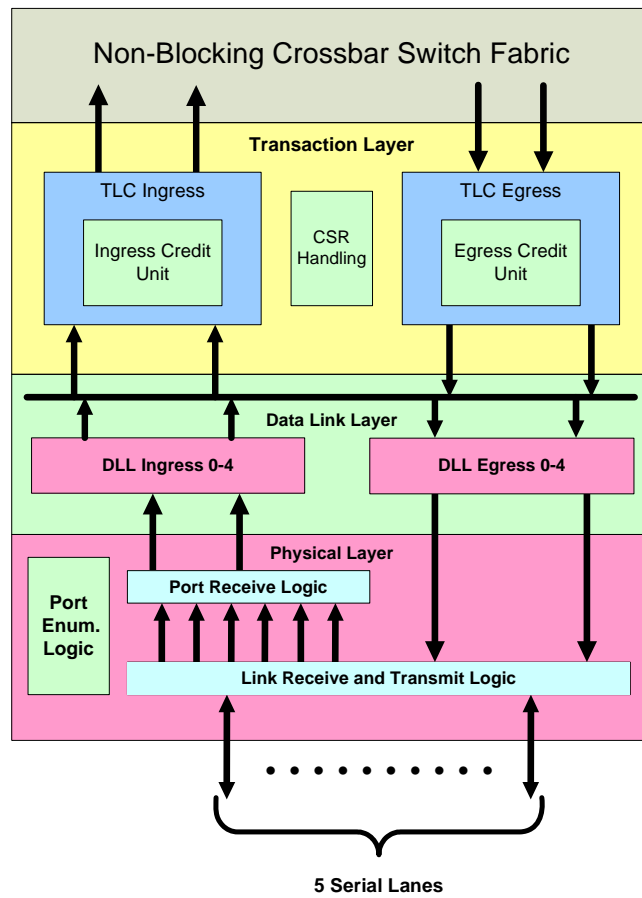 Non-Blocking Crossbar Switch Fabric
Transaction Layer
TLC Ingress
Ingress Credit
Unit
CSR
Handling
TLC Egress
Egress Credit
Unit
Data Link Layer
DLL Ingress 0-4
DLL Egress 0-4
Physical Layer
Port Receive Logic
Port
Enum.
Logic
Link Receive and Transmit Logic
5 Serial Lanes